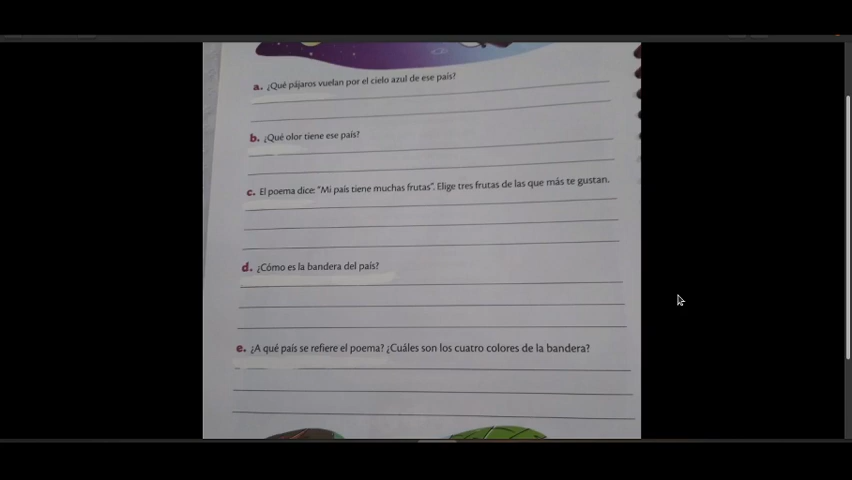 a. ¿Qué pájaros vuelan por el cielo azul de ese país?
b. ¿Qué olor tiene ese país?
c. El poema dice: "Mi país tiene muchas frutas". Elige tres frutas de las que más te gustan.
d. ¿Cómo es la bandera del país?
e. ¿A qué país se refiere el poema? ¿Cuáles son los cuatro colores de la bandera?